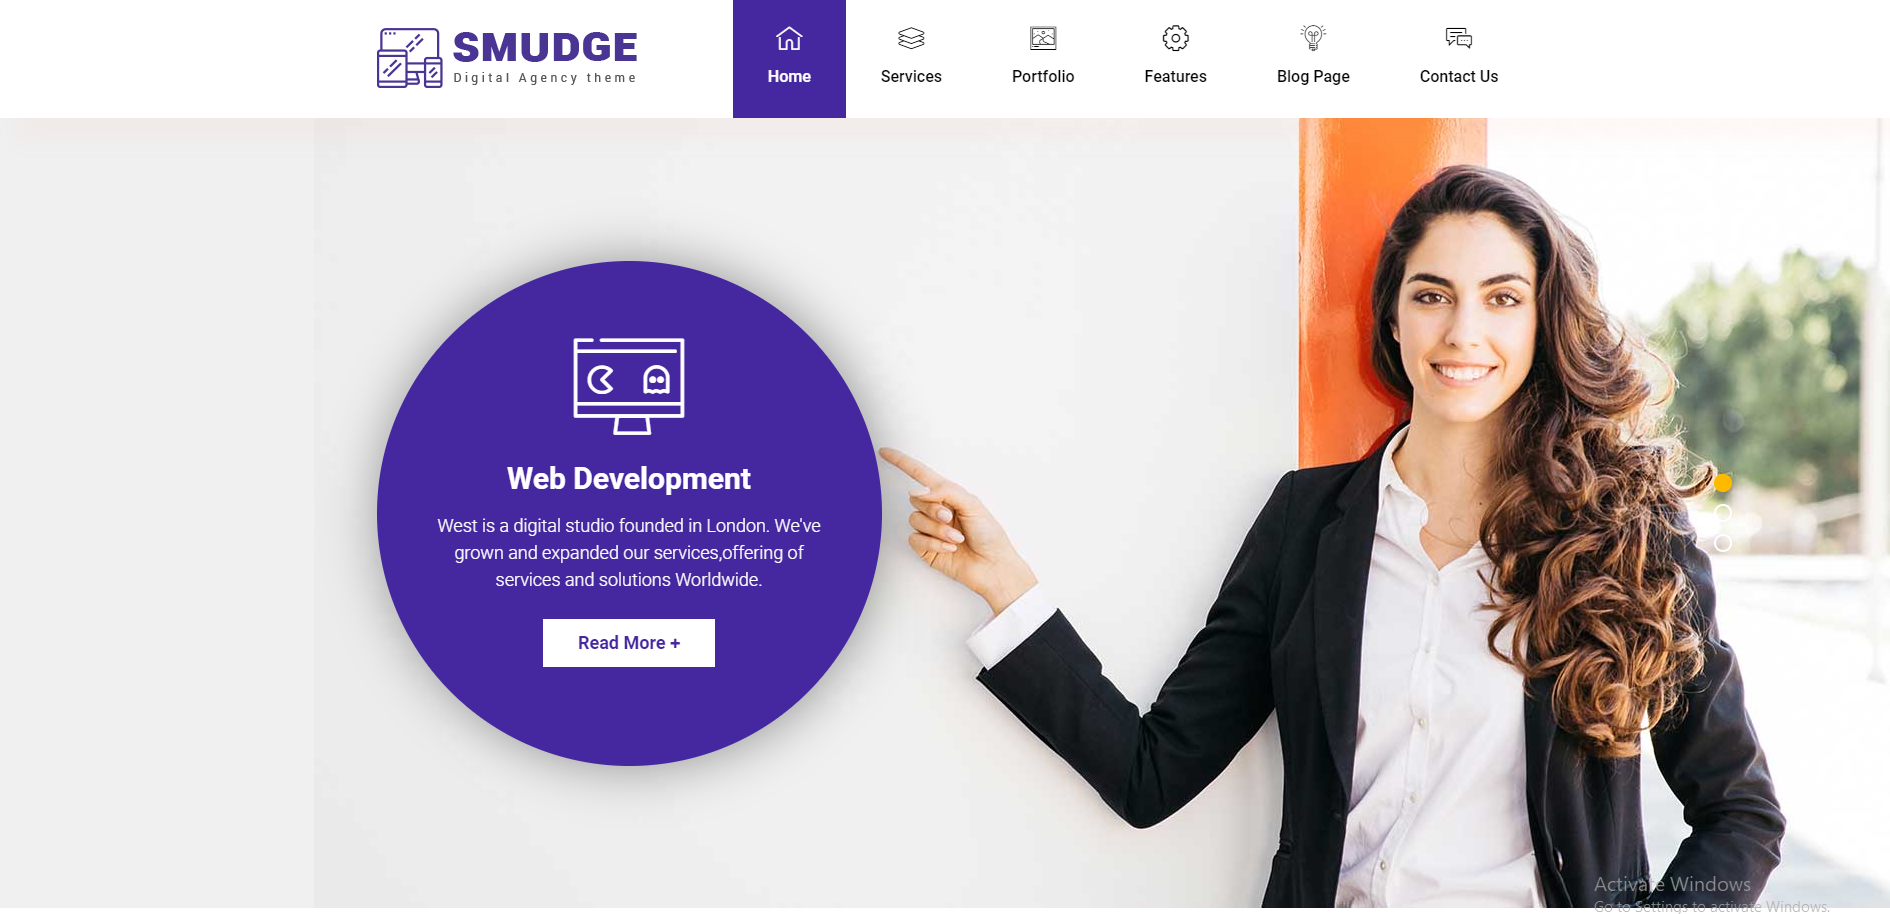 SMUDGE
Digital Agency theme
Home
Services
Portfolio
Features
Blog Page
Contact Us
Web Development
West is a digital studio founded in London. We've
grown and expanded our services,offering of
services and solutions Worldwide.
Read More +
Activate Windows
Go to Settings to activate Windows.